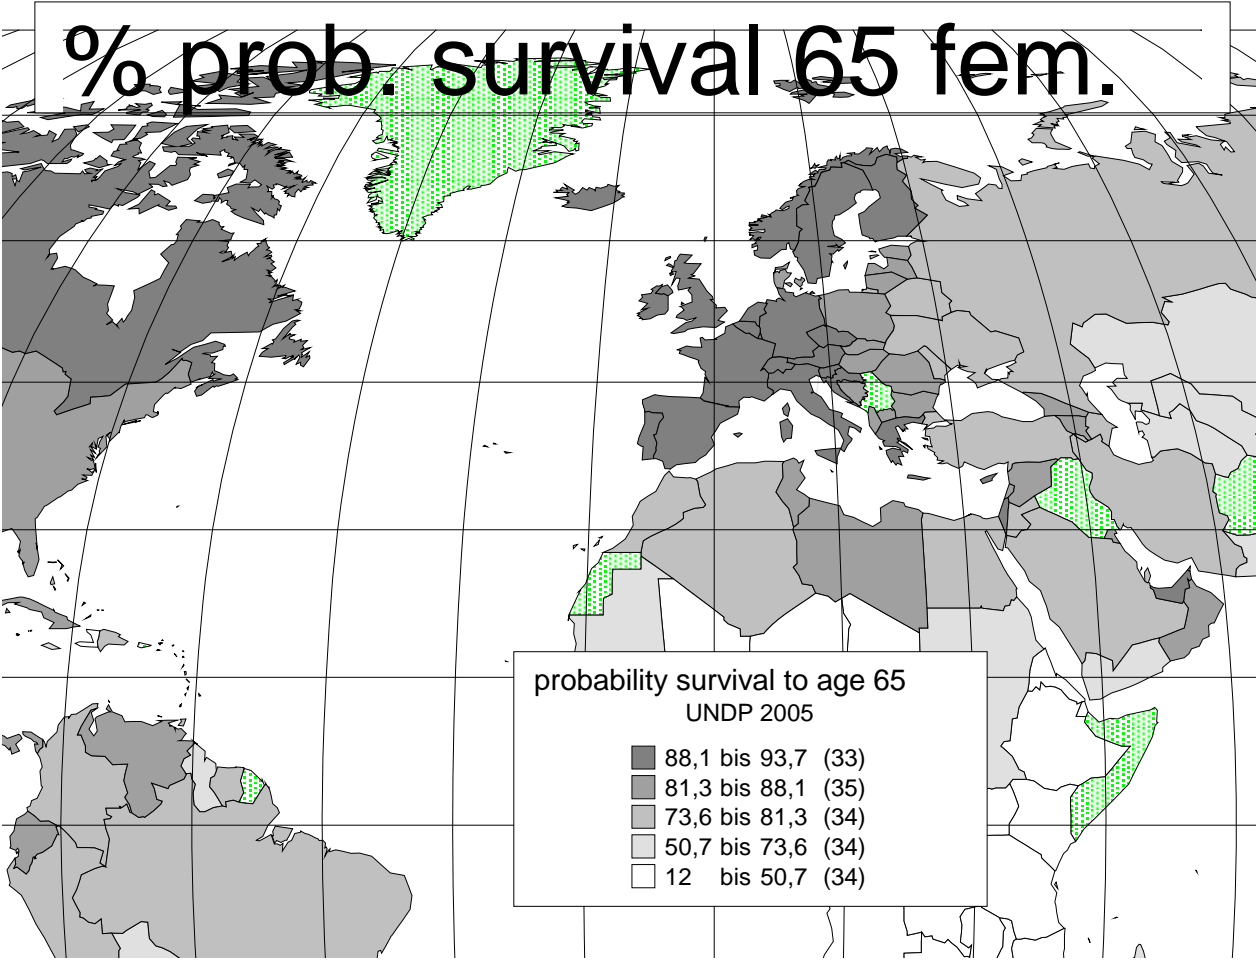 % prob. survival 65 fem.
probability survival to age 65
UNDP 2005
88,1 bis 93,7 (33)
81,3 bis 88,1 (35)
73,6 bis 81,3 (34)
50,7 bis 73,6 (34)
12 bis 50,7 (34)